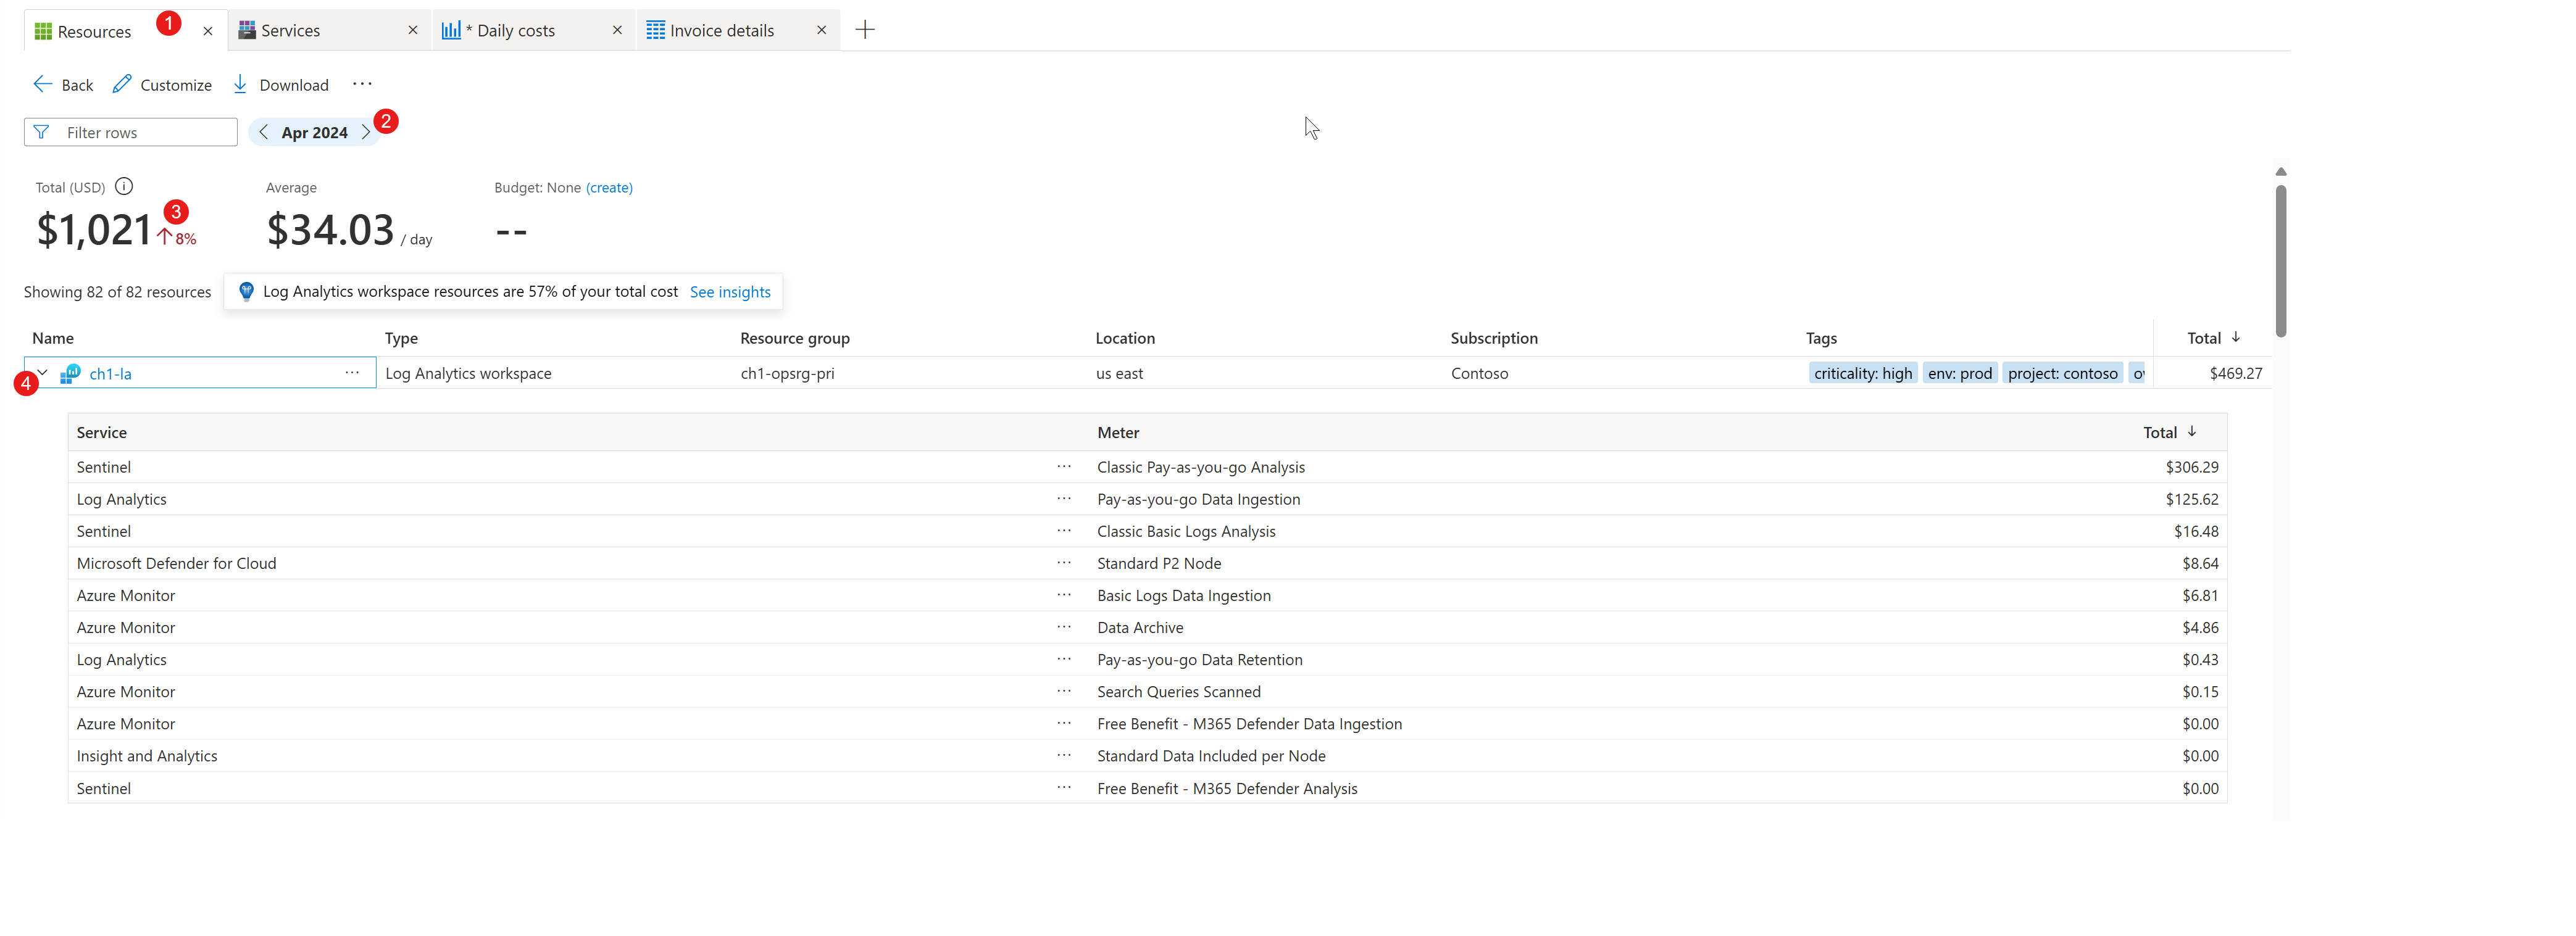 Resources 1 Services * Daily costs Invoice details
Back Customize Download
Filter rows Apr 2024 2
Total (USD) Average Budget: None (create)
$1,021 3 8% $34.03 / day --
Showing 82 of 82 resources Log Analytics workspace resources are 57% of your total cost See insights
Name Type Resource group Location Subscription Tags Total
4 ch1-la Log Analytics workspace ch1-opsrg-pri us east Contoso criticality: high env: prod project: contoso $469.27
Service Meter Total
Sentinel Classic Pay-as-you-go Analysis $306.29
Log Analytics Pay-as-you-go Data Ingestion $125.62
Sentinel Classic Basic Logs Analysis $16.48
Microsoft Defender for Cloud Standard P2 Node $8.64
Azure Monitor Basic Logs Data Ingestion $6.81
Azure Monitor Data Archive $4.86
Log Analytics Pay-as-you-go Data Retention $0.43
Azure Monitor Search Queries Scanned $0.15
Azure Monitor Free Benefit - M365 Defender Data Ingestion $0.00
Insight and Analytics Standard Data Included per Node $0.00
Sentinel Free Benefit - M365 Defender Analysis $0.00